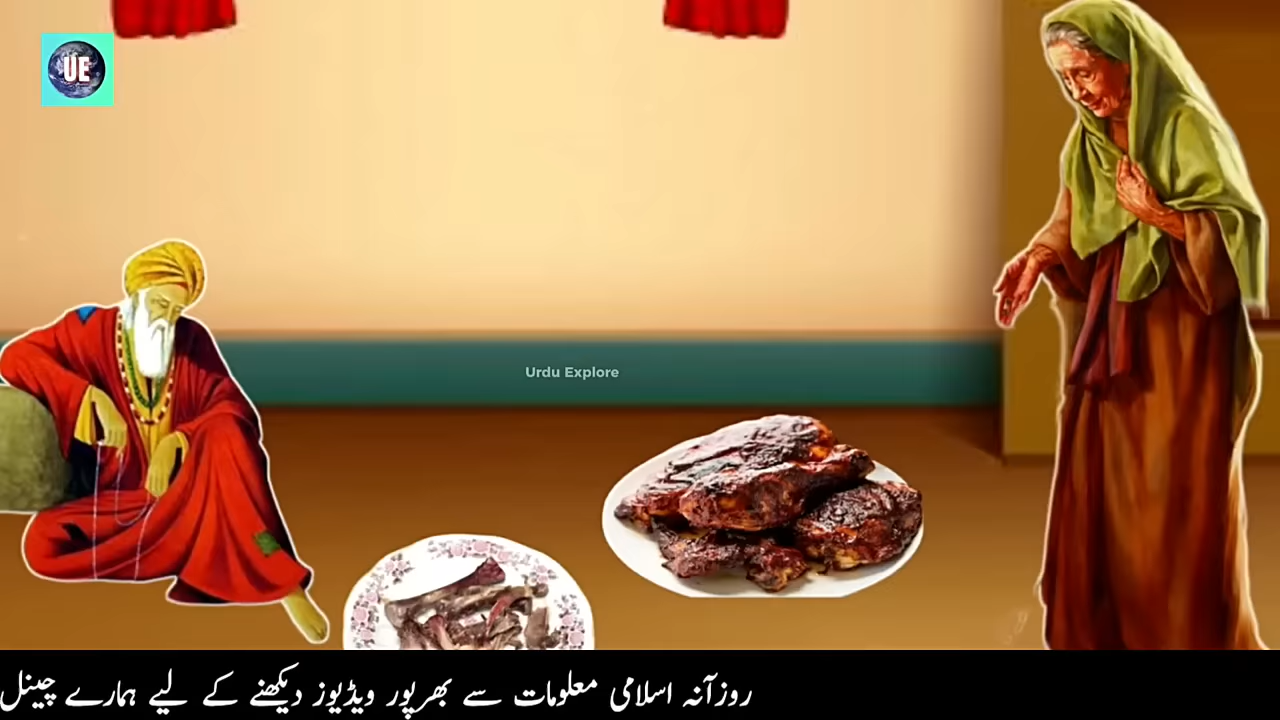 UE
Urdu Explore
روزآنہ اسلامی معلومات سے بھرپور ویڈیوز دیکھنے کے لیے ہمارے چینل